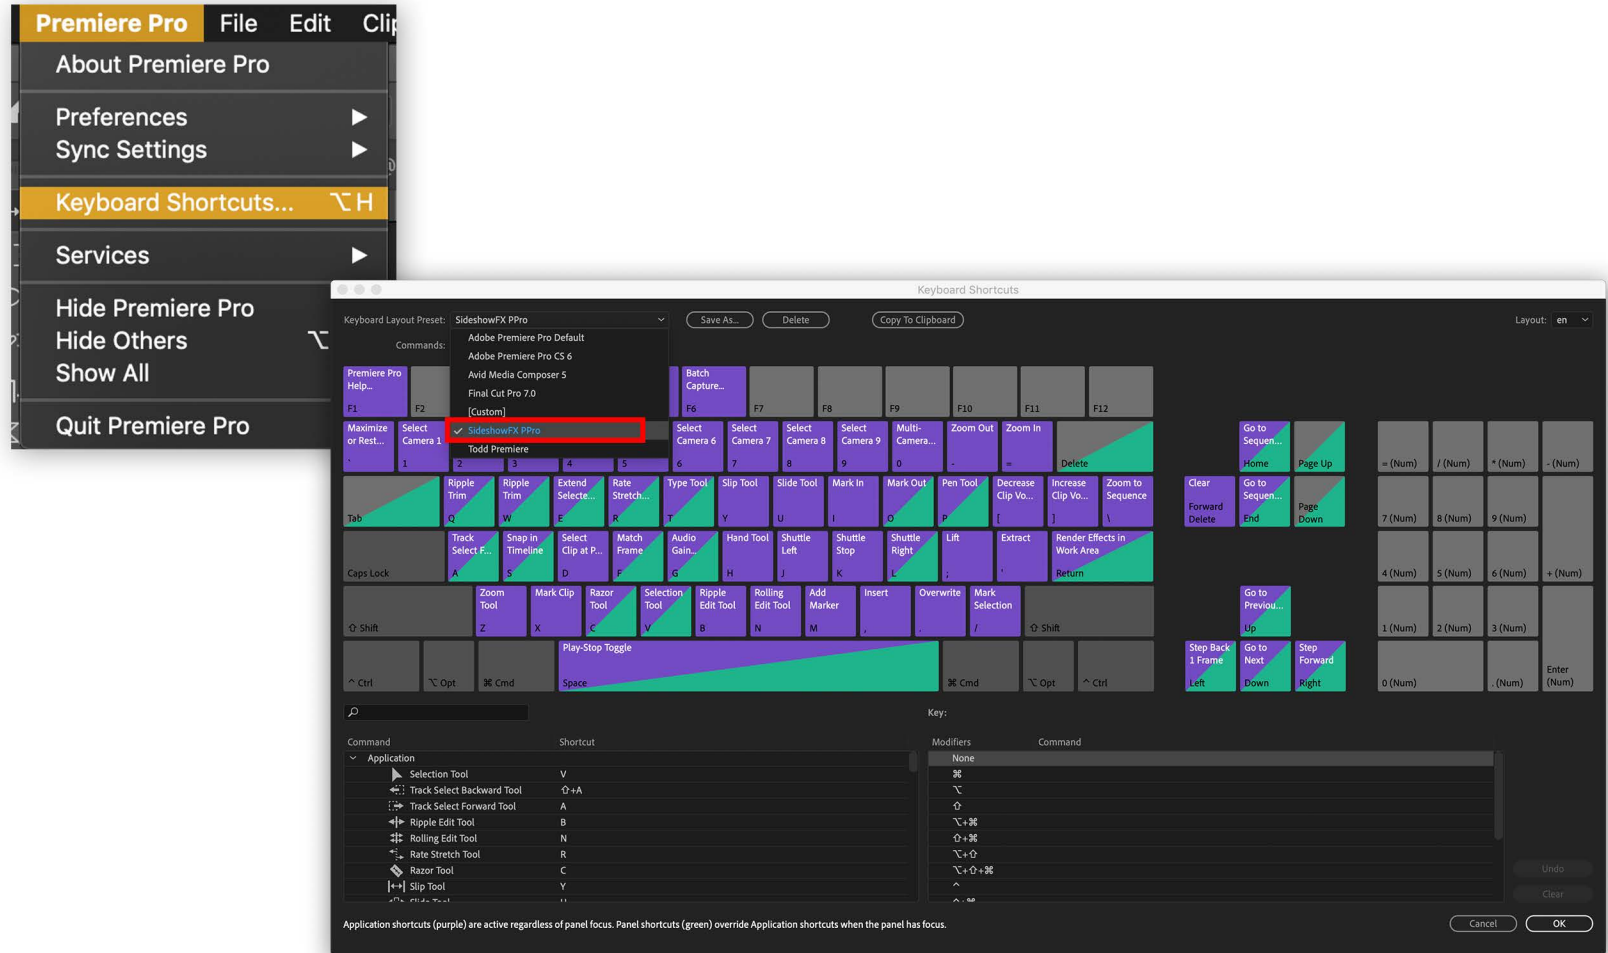 Premiere Pro File Edit
About Premiere Pro
Preferences ▶
Sync Settings ▶
Keyboard Shortcuts... ⌥ H
Services ▶
Hide Premiere Pro
Hide Others ⌥
Show All
Quit Premiere Pro
Keyboard Shortcuts
Keyboard Layout Preset: SideshowFX PPro
Save As...
Delete
Copy To Clipboard
Layout: en
Commands:
Adobe Premiere Pro Default
Adobe Premiere Pro CS 6
Avid Media Composer 5
Final Cut Pro 7.0
[Custom]
✓ SideshowFX PPro
Todd Premiere
Premiere Pro
Help...
F1
F2
Batch
Capture...
F6
F7
F8
F9
F10
F11
F12
Maximize
or Rest...
`
Select
Camera 1
1
2
3
4
5
Select
Camera 6
6
Select
Camera 7
7
Select
Camera 8
8
Select
Camera 9
9
Multi-
Camera...
0
Zoom Out
-
Zoom In
=
Delete
Go to
Sequen...
Home
Page Up
= (Num)
/ (Num)
* (Num)
- (Num)
Tab
Ripple
Trim
Q
Ripple
Trim
W
Extend
Selecte...
E
Rate
Stretch...
R
Type Tool
T
Slip Tool
Y
Slide Tool
U
Mark In
I
Mark Out
O
Pen Tool
P
Decrease
Clip Vo...
[
Increase
Clip Vo...
]
Zoom to
Sequence
\
Clear
Forward
Delete
Go to
Sequen...
End
Page
Down
7 (Num)
8 (Num)
9 (Num)
Caps Lock
Track
Select F...
A
Snap in
Timeline
S
Select
Clip at P...
D
Match
Frame
F
Audio
Gain...
G
Hand Tool
H
Shuttle
Left
J
Shuttle
Stop
K
Shuttle
Right
L
Lift
;
Extract
'
Render Effects in
Work Area
Return
4 (Num)
5 (Num)
6 (Num)
+ (Num)
⇧ Shift
Zoom
Tool
Z
Mark Clip
X
Razor
Tool
C
Selection
Tool
V
Ripple
Edit Tool
B
Rolling
Edit Tool
N
Add
Marker
M
Insert
,
Overwrite
.
Mark
Selection
/
⇧ Shift
Go to
Previou...
Up
1 (Num)
2 (Num)
3 (Num)
^ Ctrl
⌥ Opt
⌘ Cmd
Play-Stop Toggle
Space
⌘ Cmd
⌥ Opt
^ Ctrl
Step Back
1 Frame
Left
Go to
Next
Down
Step
Forward
Right
0 (Num)
. (Num)
Enter
(Num)
Key:
Command Shortcut
Application
Selection Tool V
Track Select Backward Tool ⇧+A
Track Select Forward Tool A
Ripple Edit Tool B
Rolling Edit Tool N
Rate Stretch Tool R
Razor Tool C
Slip Tool Y
Modifiers Command
None
⌘
⌥
⇧
⌥+⌘
⇧+⌘
⌥+⇧
⌥+⇧+⌘
^
Undo
Clear
Application shortcuts (purple) are active regardless of panel focus. Panel shortcuts (green) override Application shortcuts when the panel has focus.
Cancel
OK